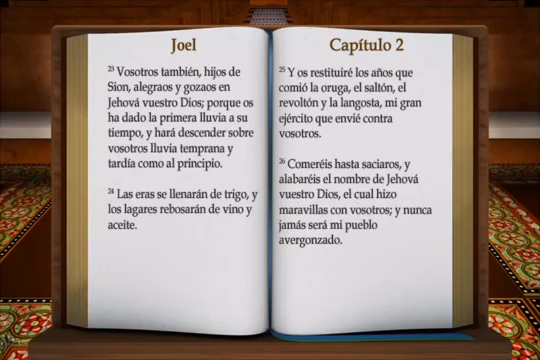 Joel
23 Vosotros también, hijos de
Sion, alegraos y gozaos en
Jehová vuestro Dios; porque os
ha dado la primera lluvia a su
tiempo, y hará descender sobre
vosotros lluvia temprana y
tardía como al principio.
24 Las eras se llenarán de trigo, y
los lagares rebosarán de vino y
aceite.
Capítulo 2
25 Y os restituiré los años que
comió la oruga, el saltón, el
revoltón y la langosta, mi gran
ejército que envié contra
vosotros.
26 Comeréis hasta saciaros, y
alabaréis el nombre de Jehová
vuestro Dios, el cual hizo
maravillas con vosotros; y nunca
jamás será mi pueblo
avergonzado.